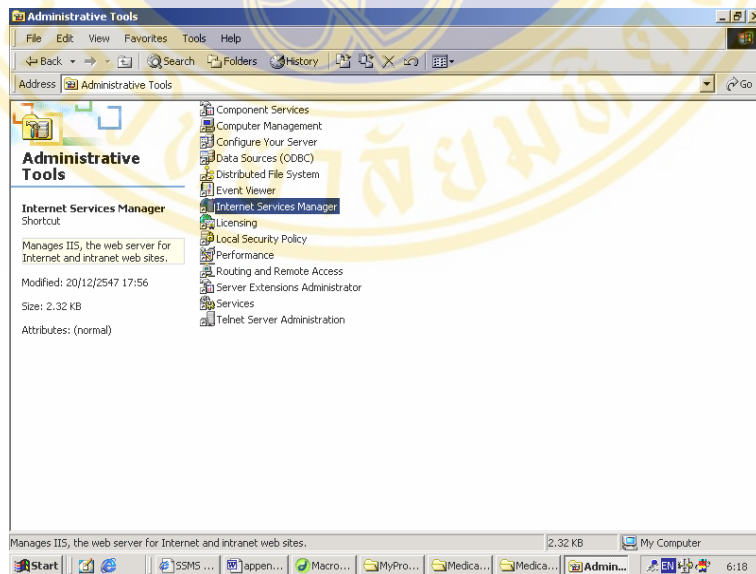 Administrative Tools
File Edit View Favorites Tools Help
Back Search Folders History
Address Administrative Tools Go
Administrative
Tools
Internet Services Manager
Shortcut
Manages IIS, the web server for
Internet and intranet web sites.
Modified: 20/12/2547 17:56
Size: 2.32 KB
Attributes: (normal)
Component Services
Computer Management
Configure Your Server
Data Sources (ODBC)
Distributed File System
Event Viewer
Internet Services Manager
Licensing
Local Security Policy
Performance
Routing and Remote Access
Server Extensions Administrator
Services
Telnet Server Administration
Manages IIS, the web server for Internet and intranet web sites. 2.32 KB My Computer
Start SSMS ... appen... Macro... MyPro... Medica... Medica... Admin... EN 6:18